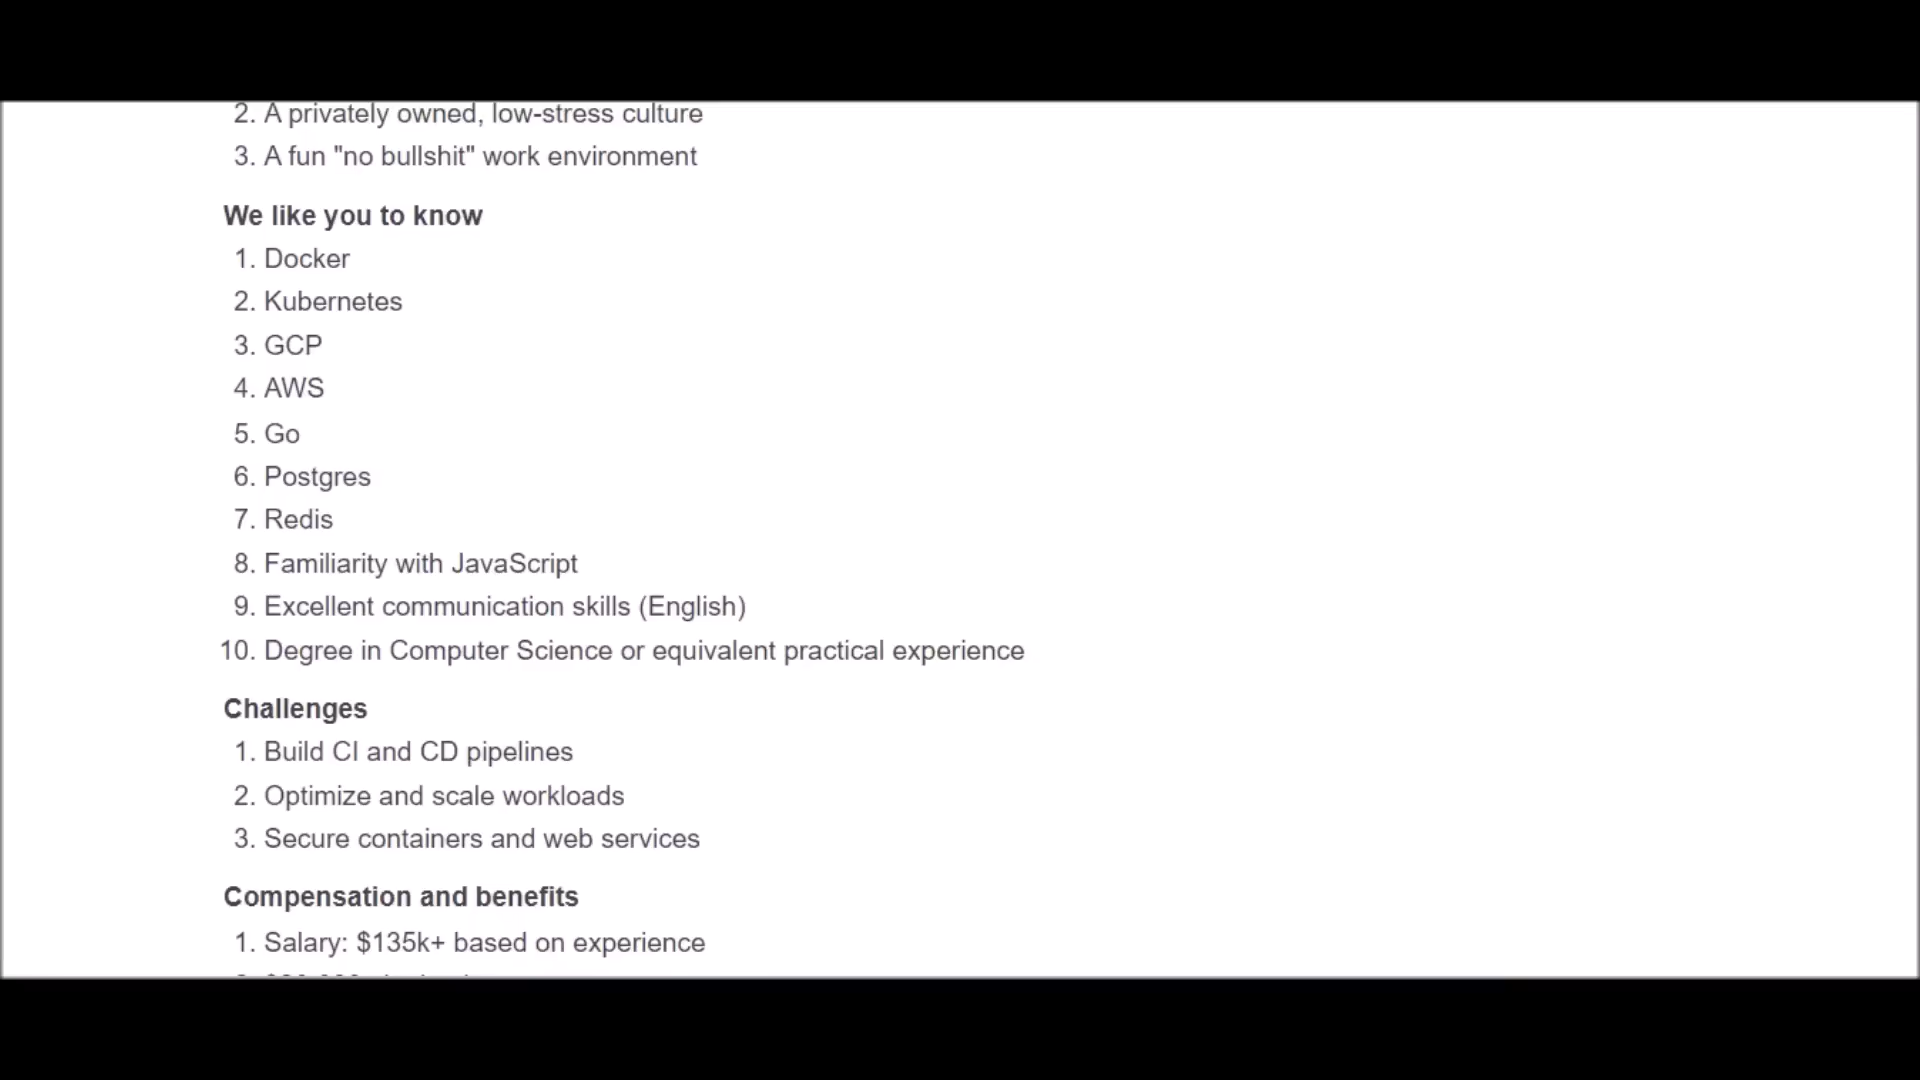 2. A privately owned, low-stress culture
3. A fun "no bullshit" work environment
We like you to know
1. Docker
2. Kubernetes
3. GCP
4. AWS
5. Go
6. Postgres
7. Redis
8. Familiarity with JavaScript
9. Excellent communication skills (English)
10. Degree in Computer Science or equivalent practical experience
Challenges
1. Build CI and CD pipelines
2. Optimize and scale workloads
3. Secure containers and web services
Compensation and benefits
1. Salary: $135k+ based on experience